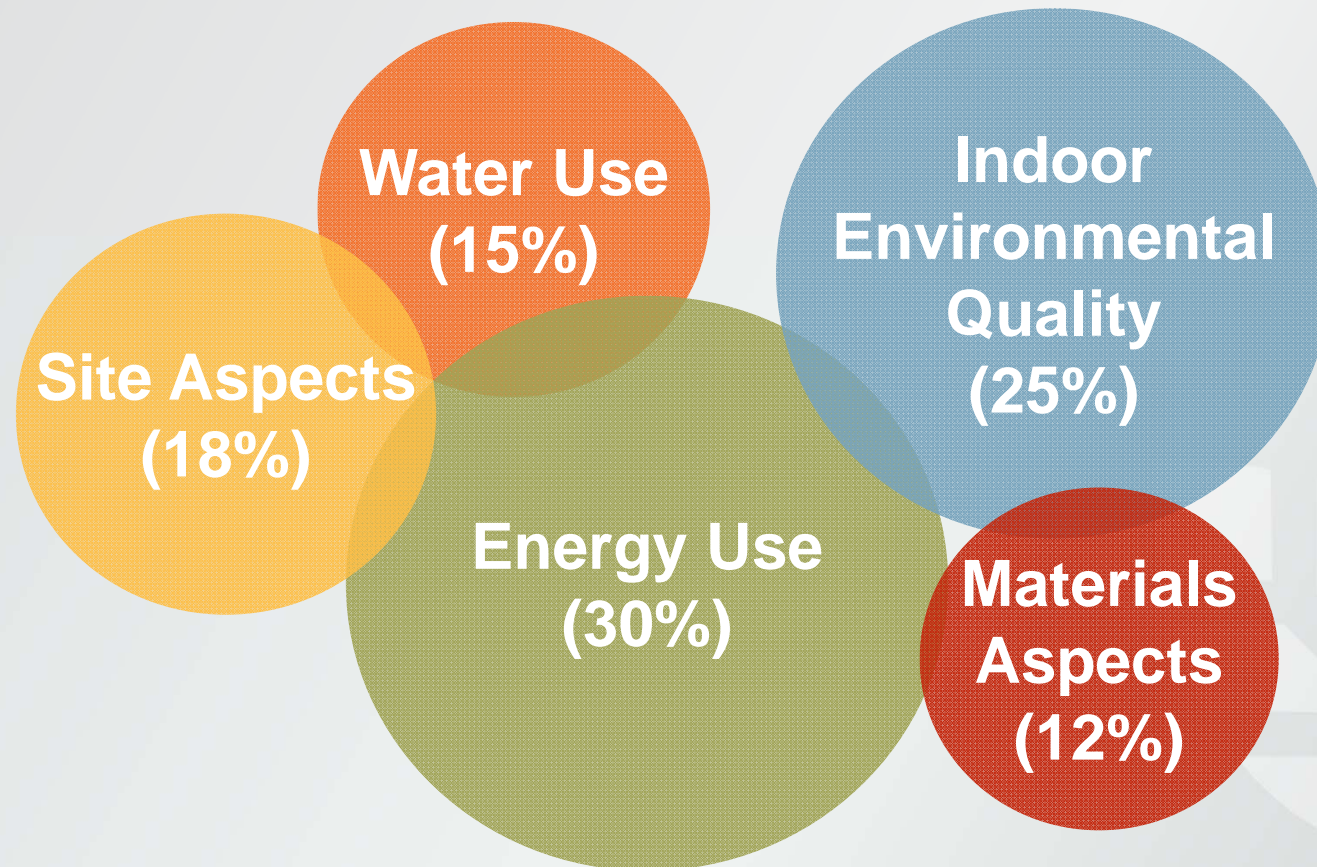 Water Use
(15%)
Indoor
Environmental
Quality
(25%)
Site Aspects
(18%)
Energy Use
(30%)
Materials
Aspects
(12%)